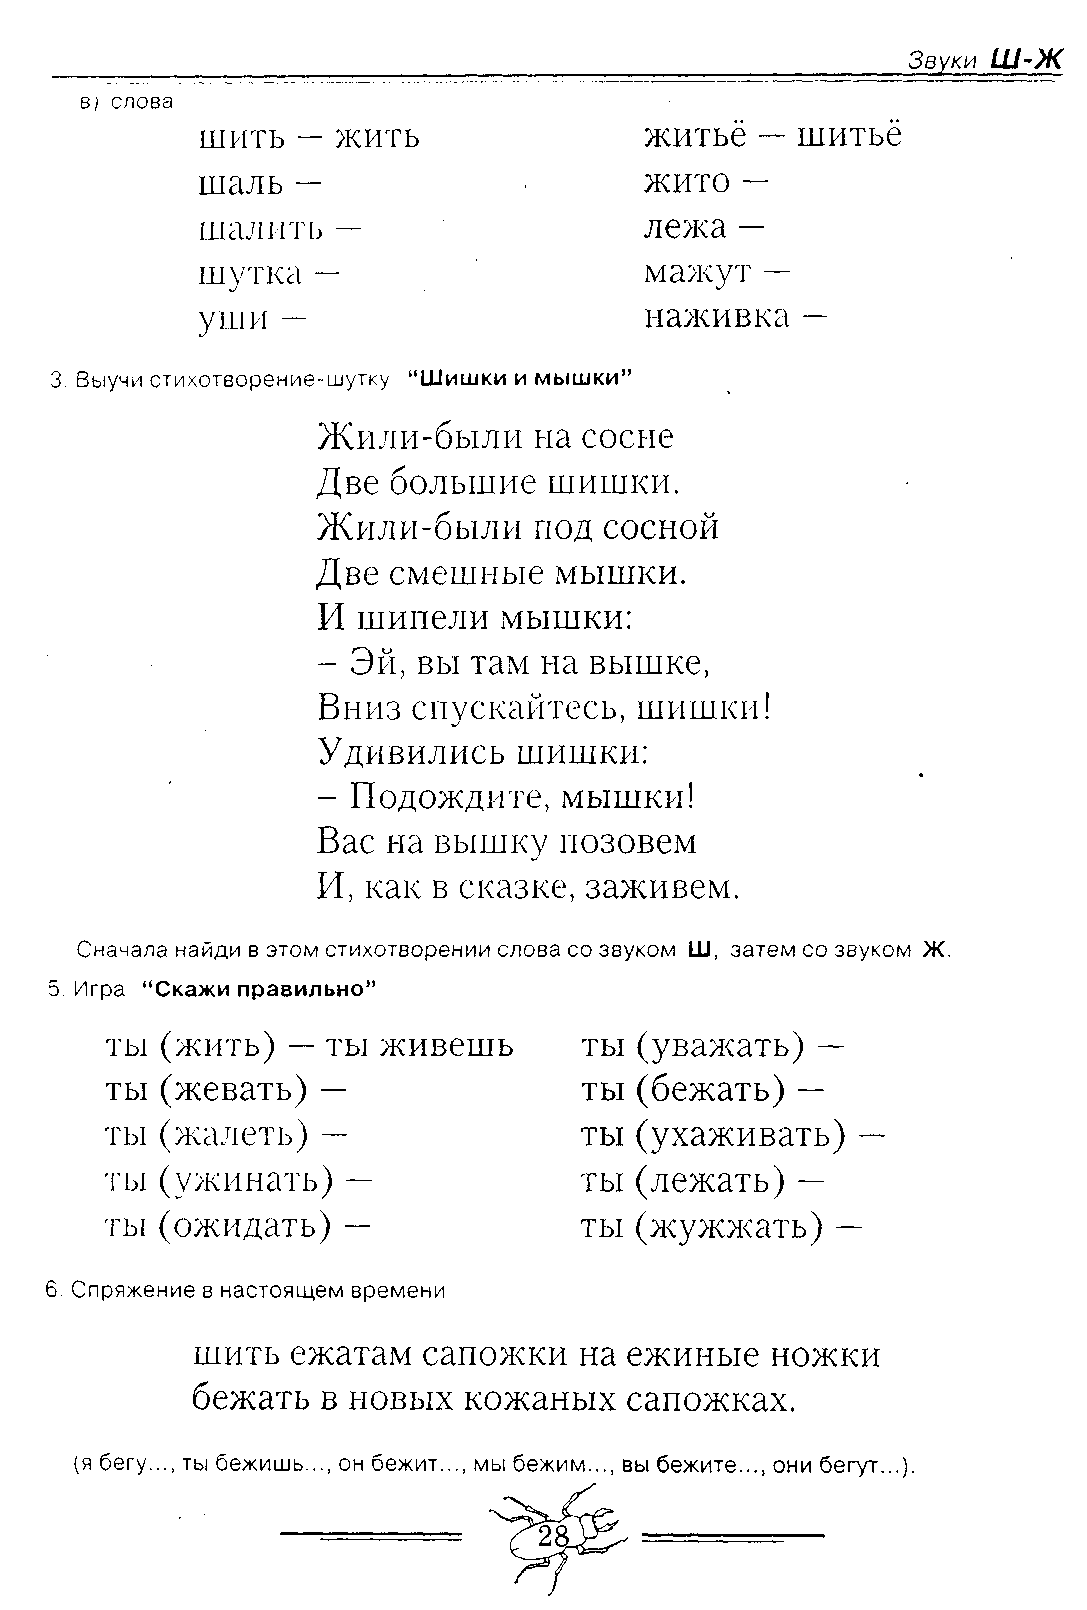 Звуки Ш-Ж
в) слова
шить — жить
шаль —
шалить —
шутка —
уши —
житьё — шитьё
жито —
лежа —
мажут —
наживка —
3. Выучи стихотворение-шутку "Шишки и мышки"
Жили-были на сосне
Две большие шишки.
Жили-были под сосной
Две смешные мышки.
И шипели мышки:
– Эй, вы там на вышке,
Вниз спускайтесь, шишки!
Удивились шишки:
– Подождите, мышки!
Вас на вышку позовем
И, как в сказке, заживем.
Сначала найди в этом стихотворении слова со звуком Ш, затем со звуком Ж.
5. Игра "Скажи правильно"
ты (жить) — ты живешь
ты (жевать) —
ты (жалеть) —
ты (ужинать) —
ты (ожидать) —
ты (уважать) —
ты (бежать) —
ты (ухаживать) —
ты (лежать) —
ты (жужжать) —
6. Спряжение в настоящем времени
шить ежатам сапожки на ежиные ножки
бежать в новых кожаных сапожках.
(я бегу..., ты бежишь..., он бежит..., мы бежим..., вы бежите..., они бегут...).
28